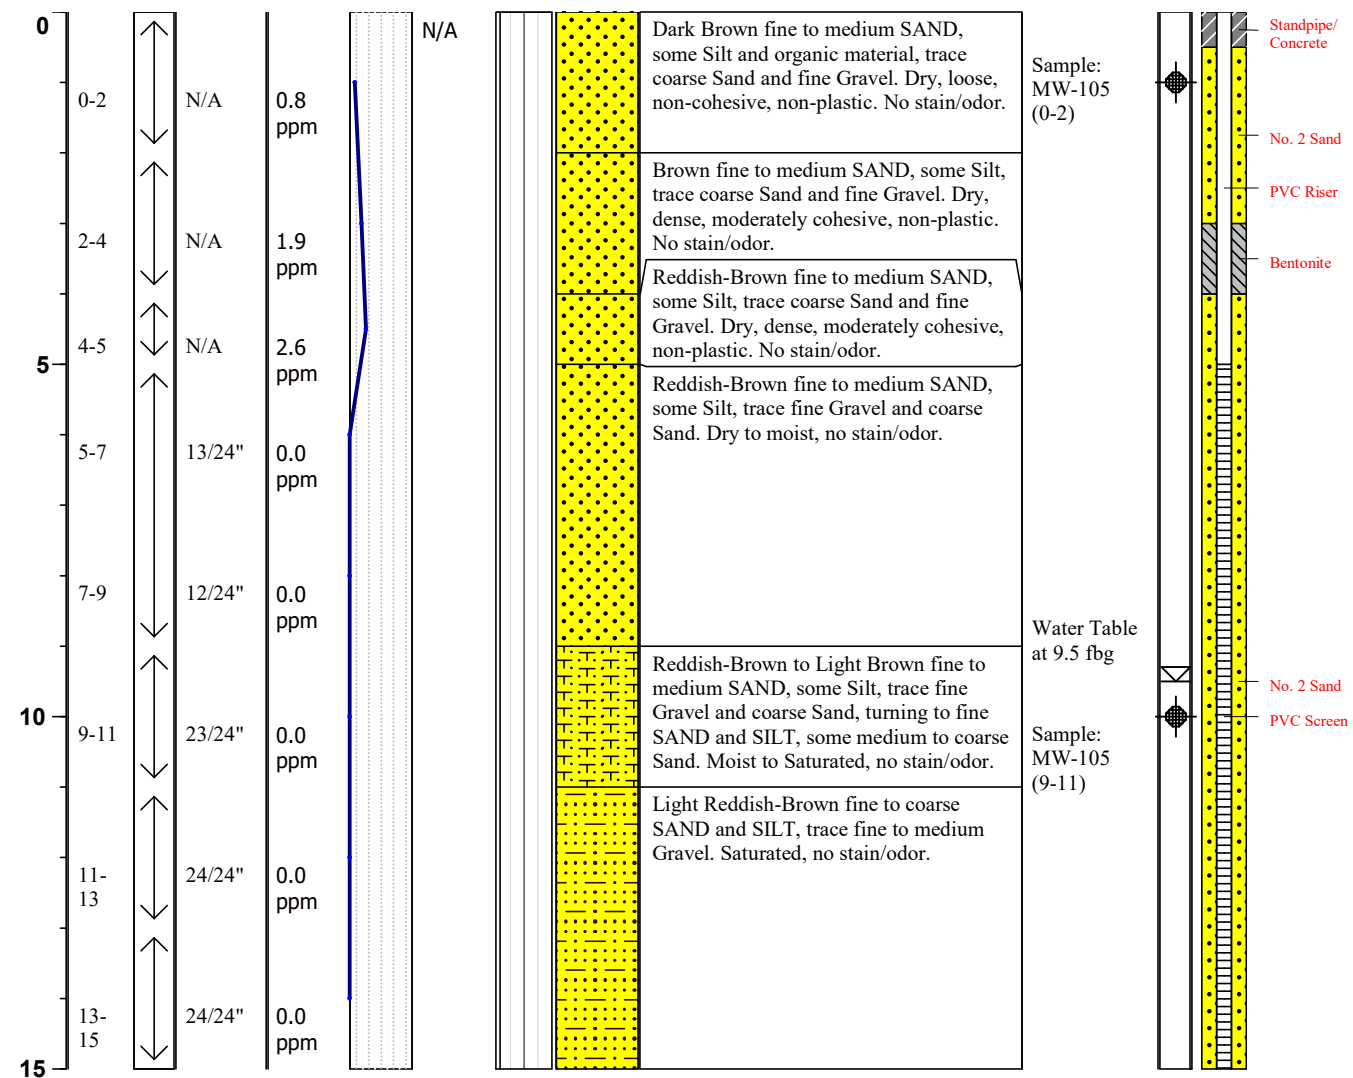 0
N/A
Dark Brown fine to medium SAND,
some Silt and organic material, trace
coarse Sand and fine Gravel. Dry, loose,
non-cohesive, non-plastic. No stain/odor.
Standpipe/
Concrete
Sample:
MW-105
(0-2)
0-2
N/A
0.8
ppm
No. 2 Sand
Brown fine to medium SAND, some Silt,
trace coarse Sand and fine Gravel. Dry,
dense, moderately cohesive, non-plastic.
No stain/odor.
PVC Riser
2-4
N/A
1.9
ppm
Bentonite
Reddish-Brown fine to medium SAND,
some Silt, trace coarse Sand and fine
Gravel. Dry, dense, moderately cohesive,
non-plastic. No stain/odor.
4-5
N/A
2.6
ppm
5
Reddish-Brown fine to medium SAND,
some Silt, trace fine Gravel and coarse
Sand. Dry to moist, no stain/odor.
5-7
13/24"
0.0
ppm
7-9
12/24"
0.0
ppm
Water Table
at 9.5 fbg
Reddish-Brown to Light Brown fine to
medium SAND, some Silt, trace fine
Gravel and coarse Sand, turning to fine
SAND and SILT, some medium to coarse
Sand. Moist to Saturated, no stain/odor.
No. 2 Sand
10
PVC Screen
9-11
23/24"
0.0
ppm
Sample:
MW-105
(9-11)
Light Reddish-Brown fine to coarse
SAND and SILT, trace fine to medium
Gravel. Saturated, no stain/odor.
11-
13
24/24"
0.0
ppm
13-
15
24/24"
0.0
ppm
15